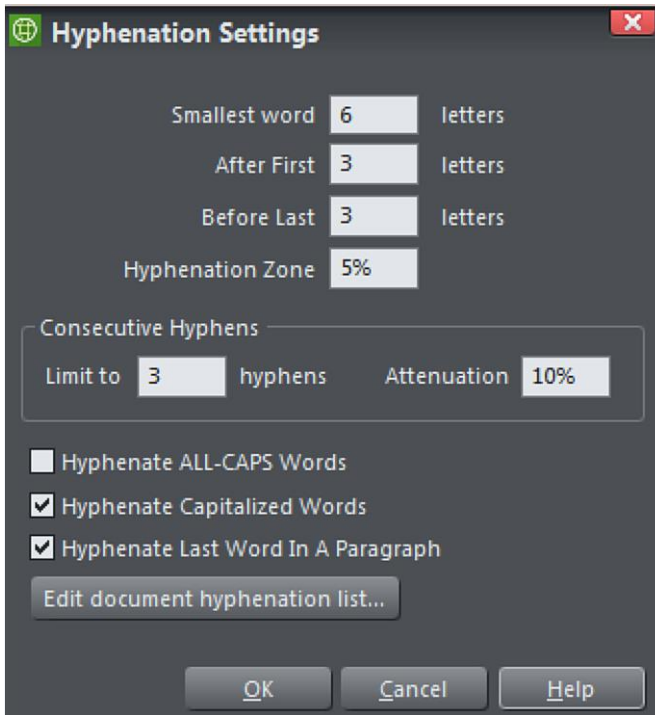 Hyphenation Settings
Smallest word 6 letters
After First 3 letters
Before Last 3 letters
Hyphenation Zone 5%
Consecutive Hyphens
Limit to 3 hyphens Attenuation 10%
Hyphenate ALL-CAPS Words
Hyphenate Capitalized Words
Hyphenate Last Word In A Paragraph
Edit document hyphenation list...
OK Cancel Help